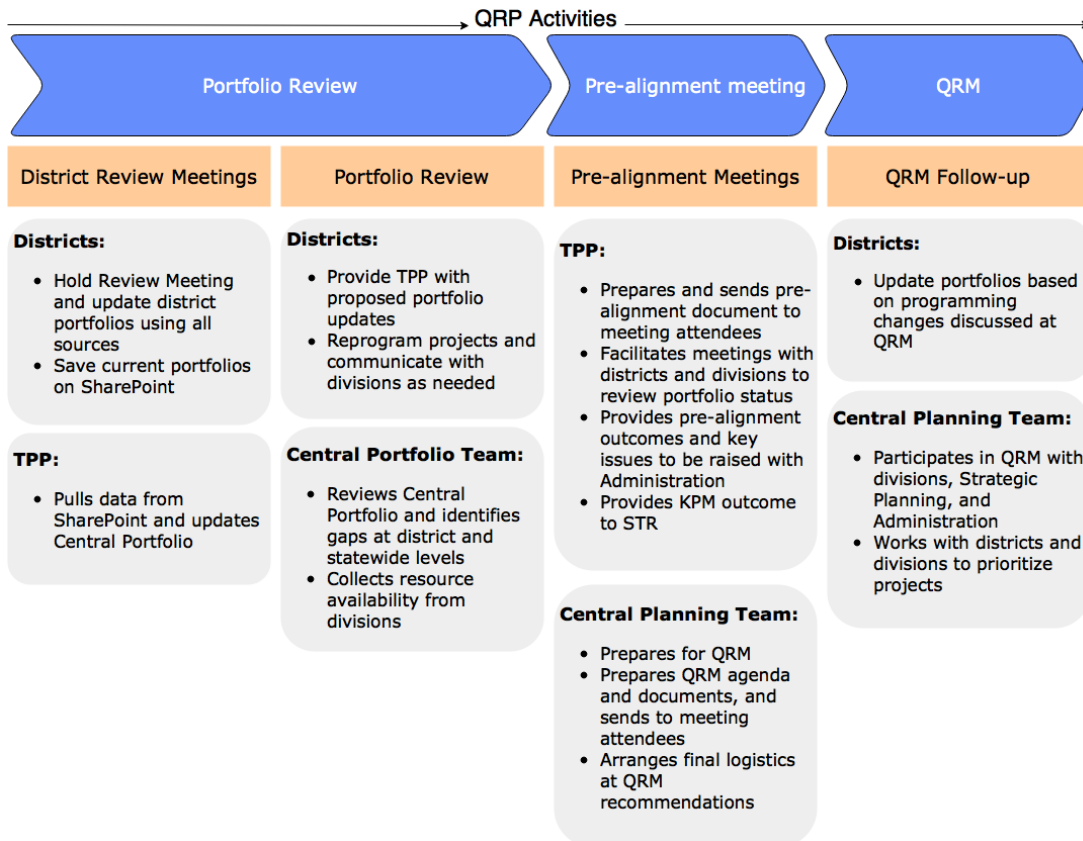 QRP Activities
Portfolio Review
Pre-alignment meeting
QRM
District Review Meetings
Portfolio Review
Pre-alignment Meetings
QRM Follow-up
Districts:
• Hold Review Meeting
and update district
portfolios using all
sources
• Save current portfolios
on SharePoint
TPP:
• Pulls data from
SharePoint and updates
Central Portfolio
Districts:
• Provide TPP with
proposed portfolio
updates
• Reprogram projects and
communicate with
divisions as needed
Central Portfolio Team:
• Reviews Central
Portfolio and identifies
gaps at district and
statewide levels
• Collects resource
availability from
divisions
TPP:
• Prepares and sends pre-
alignment document to
meeting attendees
• Facilitates meetings with
districts and divisions to
review portfolio status
• Provides pre-alignment
outcomes and key
issues to be raised with
Administration
• Provides KPM outcome
to STR
Central Planning Team:
• Prepares for QRM
• Prepares QRM agenda
and documents, and
sends to meeting
attendees
• Arranges final logistics
at QRM
recommendations
Districts:
• Update portfolios based
on programming
changes discussed at
QRM
Central Planning Team:
• Participates in QRM with
divisions, Strategic
Planning, and
Administration
• Works with districts and
divisions to prioritize
projects